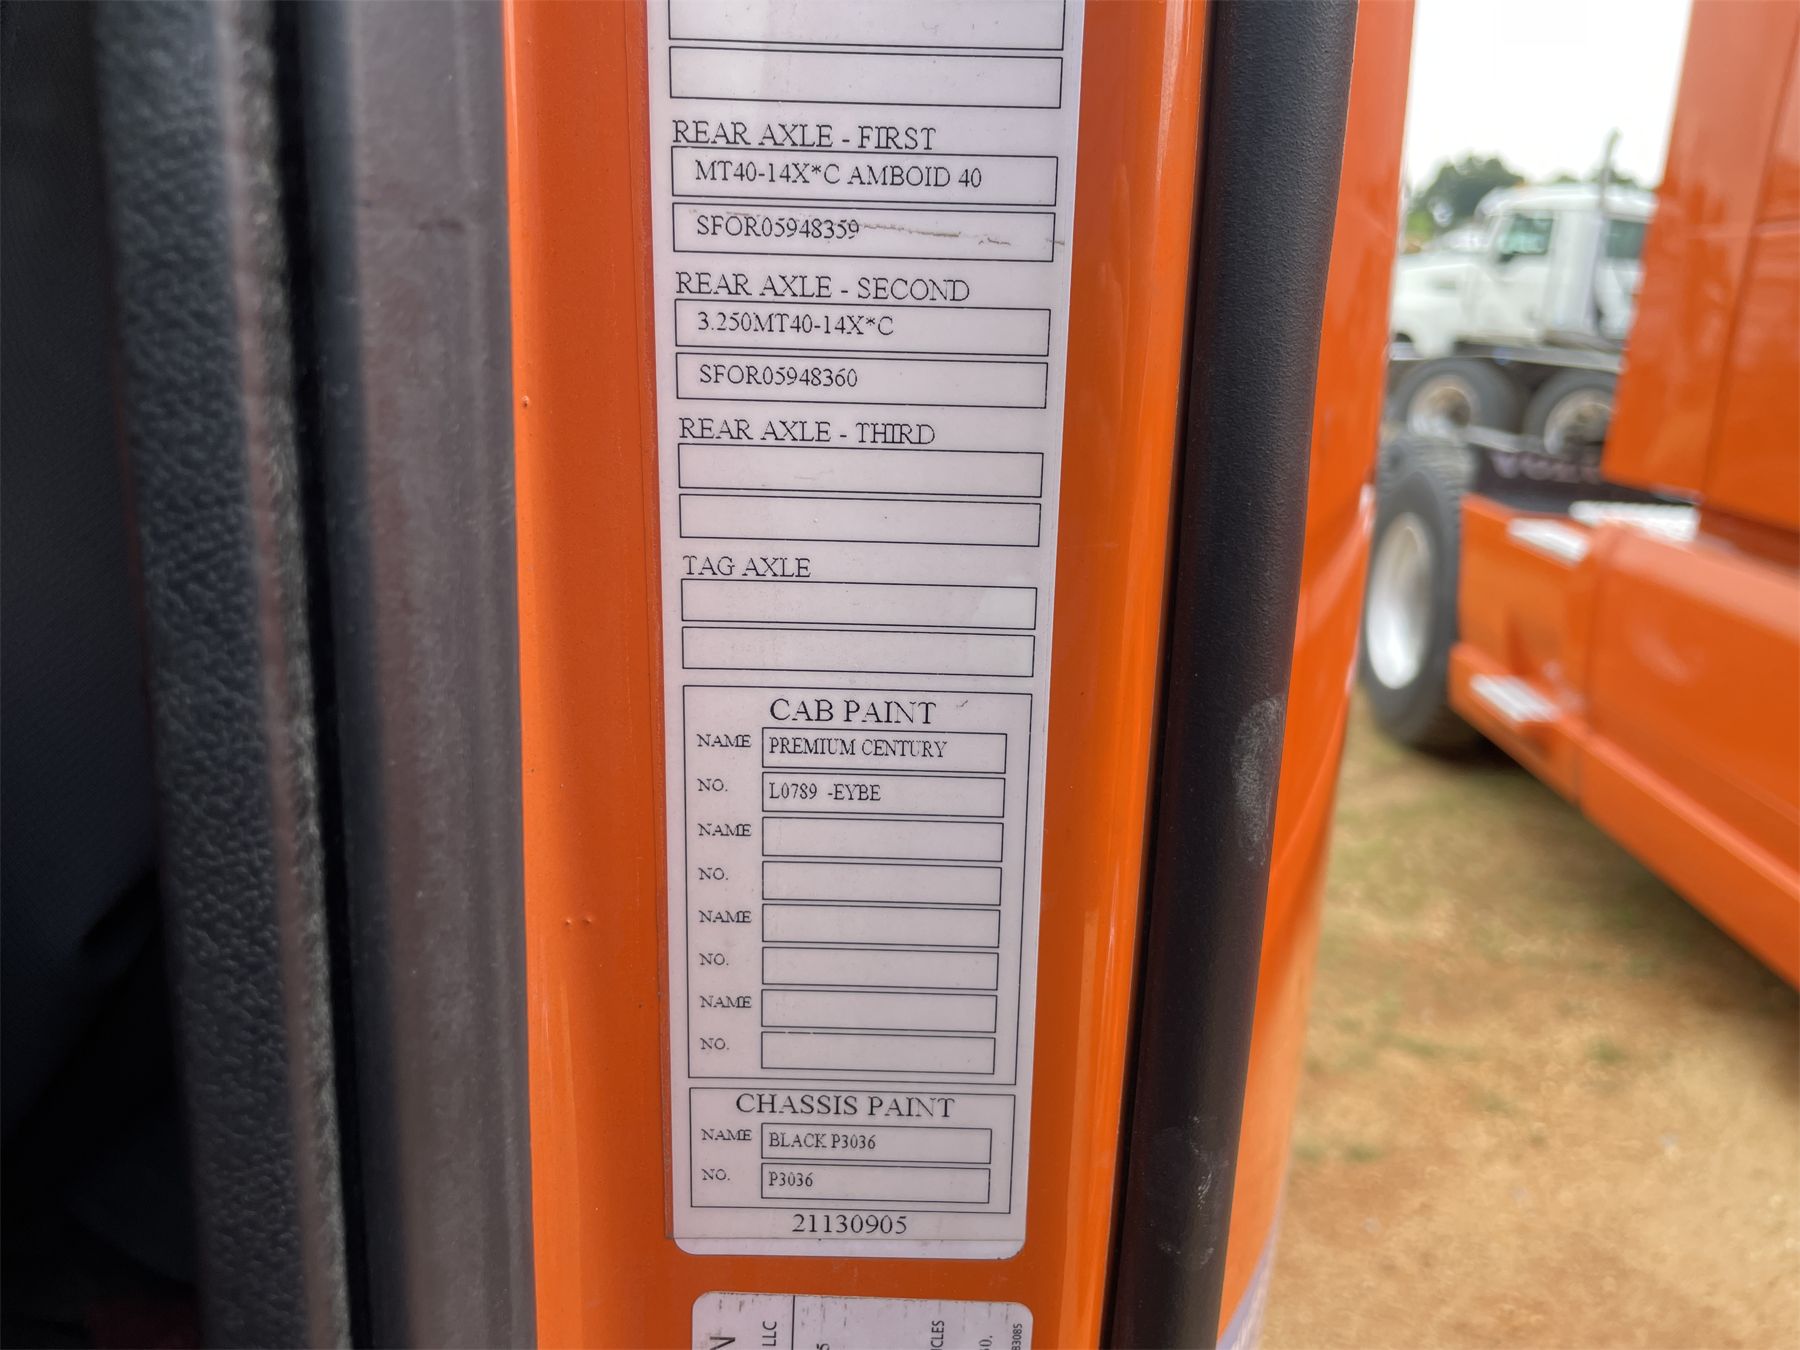 REAR AXLE - FIRST
MT40-14X*C AMBOID 40
SFOR05948359
REAR AXLE - SECOND
3.250MT40-14X*C
SFOR05948360
REAR AXLE - THIRD
TAG AXLE
CAB PAINT
NAME PREMIUM CENTURY
NO. L0789 -EYBE
NAME
NO.
NAME
NO.
NAME
NO.
CHASSIS PAINT
NAME BLACK P3036
NO. P3036
21130905
LLC